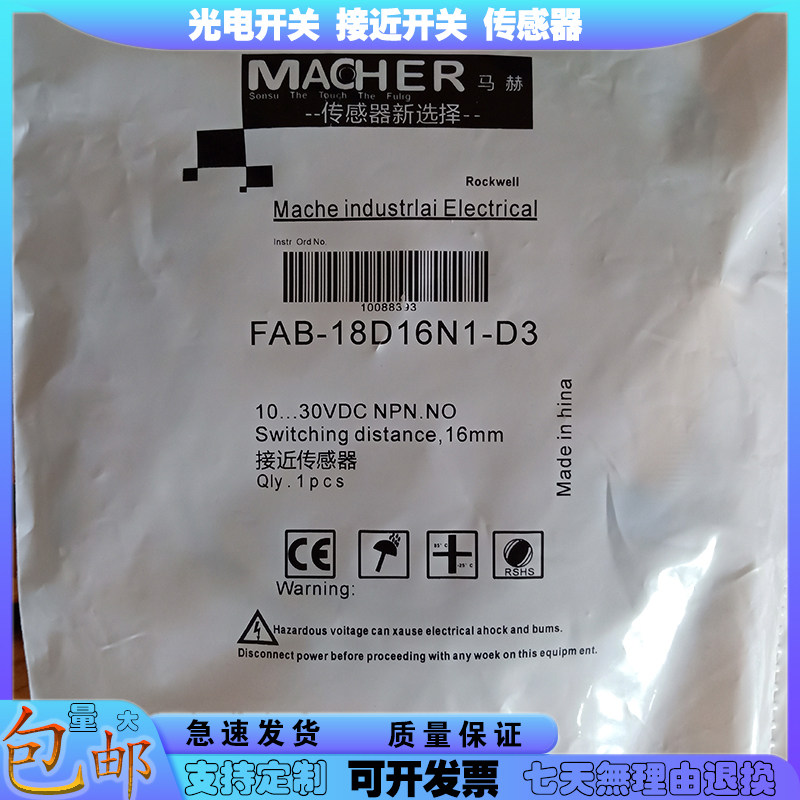 光电开关 接近开关 传感器
MACHER 马赫
Sonsu The Touch The Fulig
--传感器新选择--
Rockwell
Mache industrlai Electrical
Instr Ord No.
10088393
FAB-18D16N1-D3
10...30VDC NPN.NO
Switching distance,16mm
接近传感器
Qly.1pcs
Made in hina
CE
85°C
-25°C
RSHS
Warning:
Hazardous voltage can xause electrical ahock and bums.
Disconnect power before proceeding with any woek on this equipment.
量大
包邮
急速发货 质量保证
支持定制 可开发票 七天無理由退換